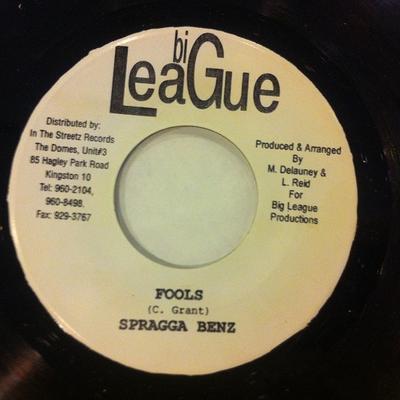 bi
LeaGue
Distributed by:
In The Streetz Records
The Domes, Unit#3
85 Hagley Park Road
Kingston 10
Tel: 960-2104,
960-8498.
Fax: 929-3767
Produced & Arranged
By
M. Delauney &
L. Reid
For
Big League
Productions
FOOLS
(C. Grant)
SPRAGGA BENZ